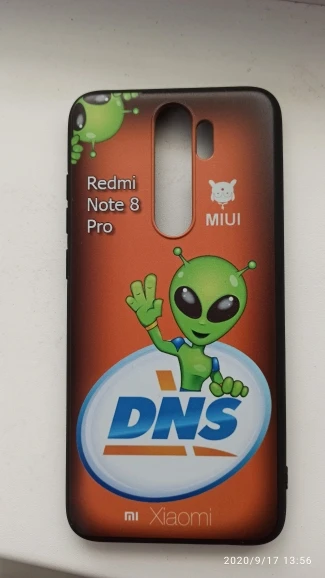 Redmi
Note 8
Pro
MIUI
DNS
mi Xiaomi
2020/9/17 13:56